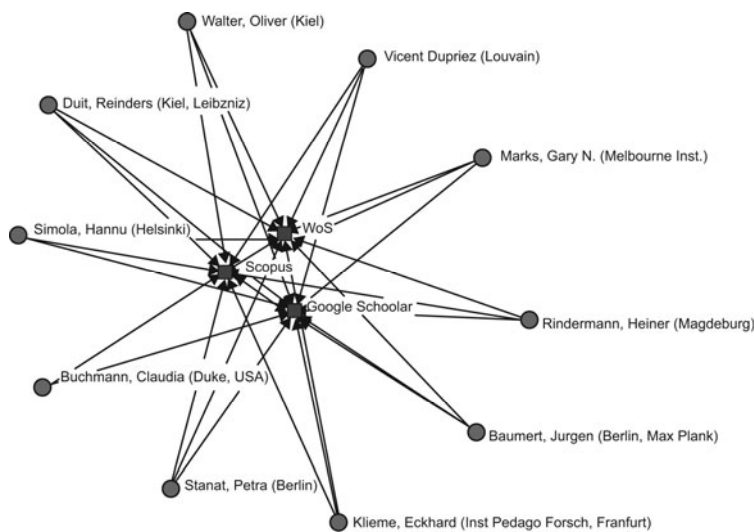 Walter, Oliver (Kiel)
Vicent Dupriez (Louvain)
Duit, Reinders (Kiel, Leibzniz)
Marks, Gary N. (Melbourne Inst.)
Simola, Hannu (Helsinki)
WoS
Scopus
Google Schoolar
Rindermann, Heiner (Magdeburg)
Buchmann, Claudia (Duke, USA)
Baumert, Jurgen (Berlin, Max Plank)
Stanat, Petra (Berlin)
Klieme, Eckhard (Inst Pedago Forsch, Franfurt)